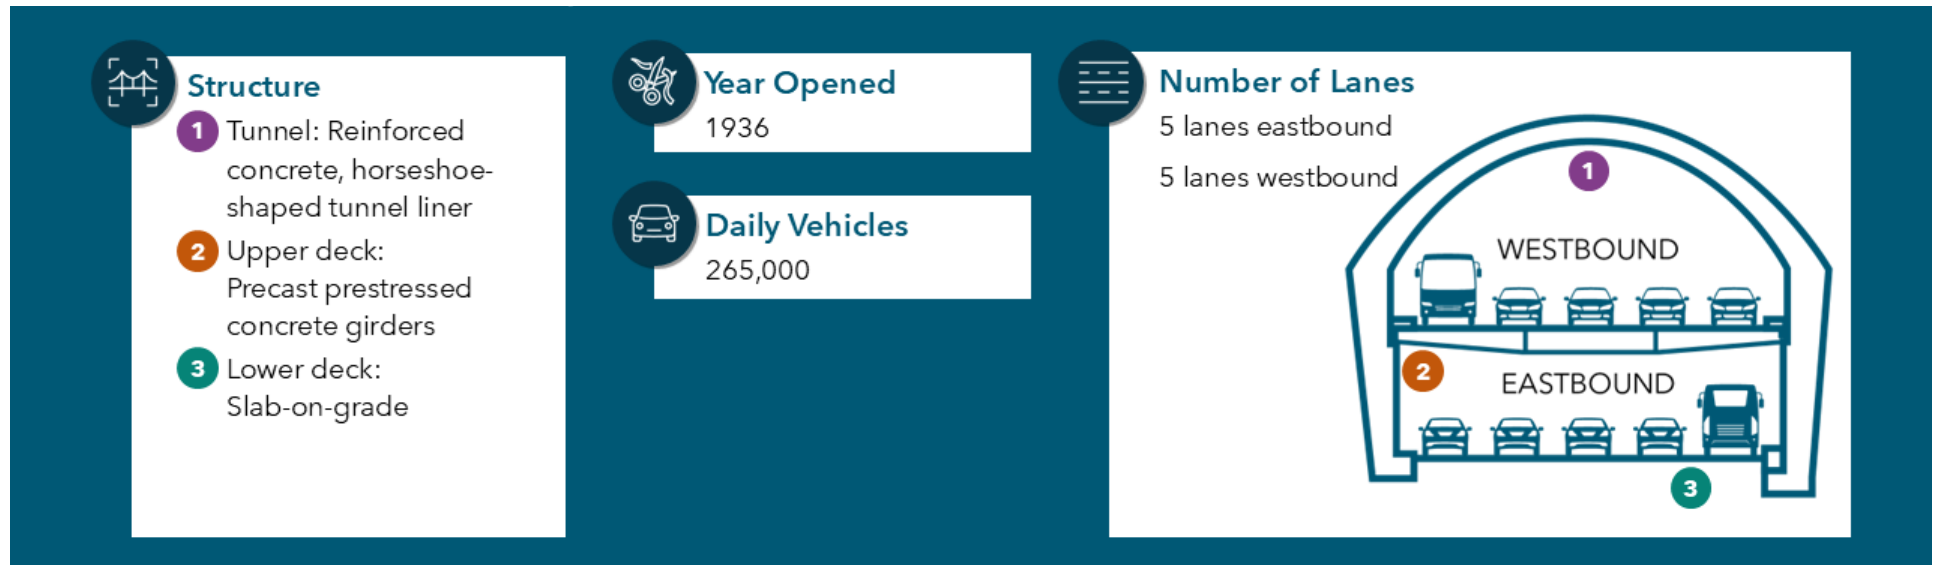 Structure
1 Tunnel: Reinforced
concrete, horseshoe-
shaped tunnel liner
2 Upper deck:
Precast prestressed
concrete girders
3 Lower deck:
Slab-on-grade
Year Opened
1936
Daily Vehicles
265,000
Number of Lanes
5 lanes eastbound
5 lanes westbound
1
WESTBOUND
2
EASTBOUND
3